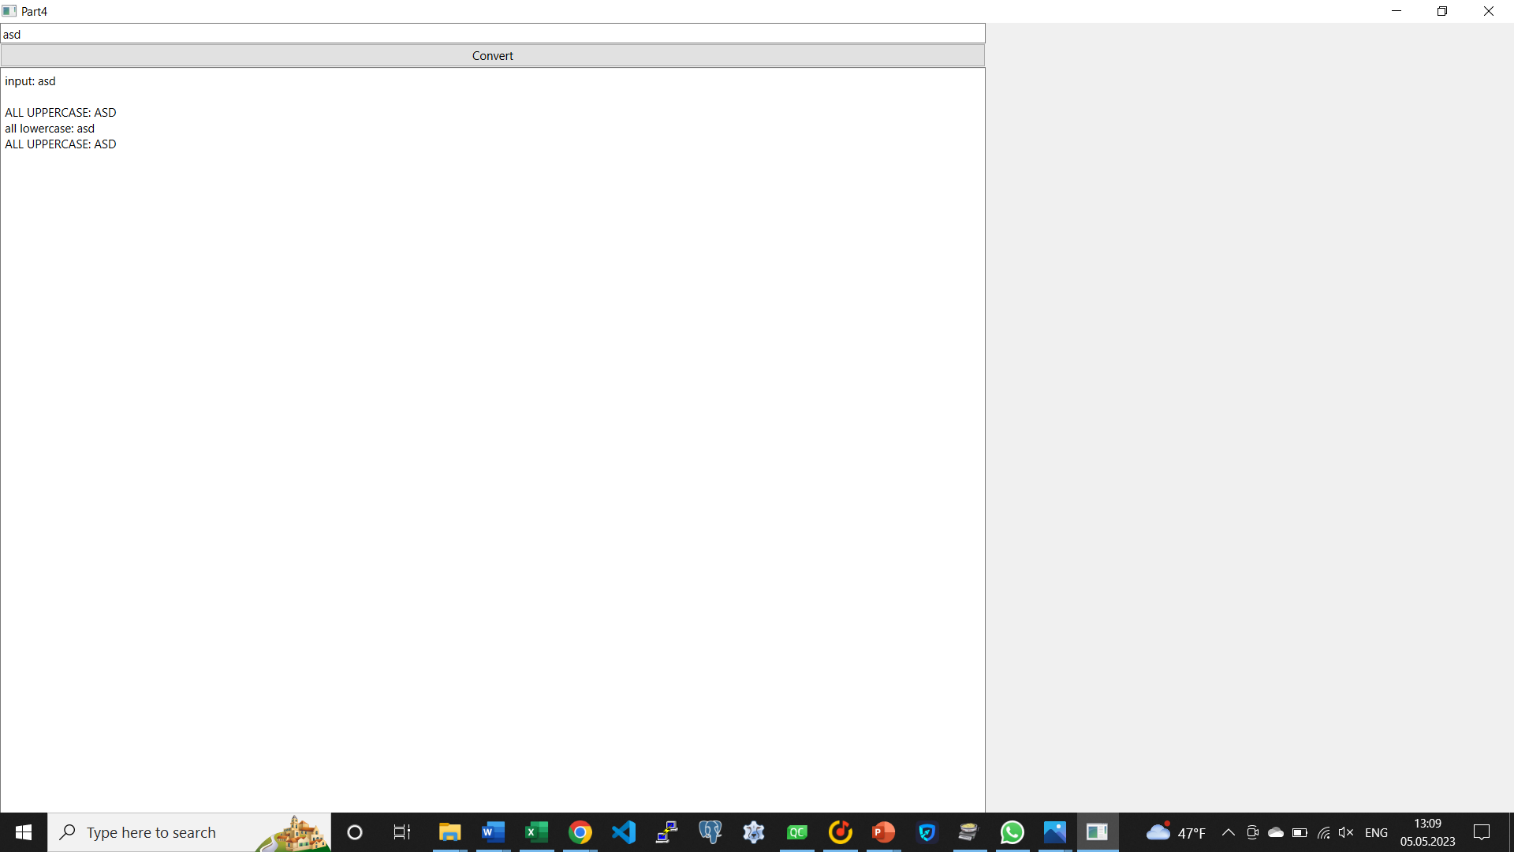 Part4
asd
Convert
input: asd
ALL UPPERCASE: ASD
all lowercase: asd
ALL UPPERCASE: ASD
Type here to search
QC
47°F
ENG
13:09
05.05.2023